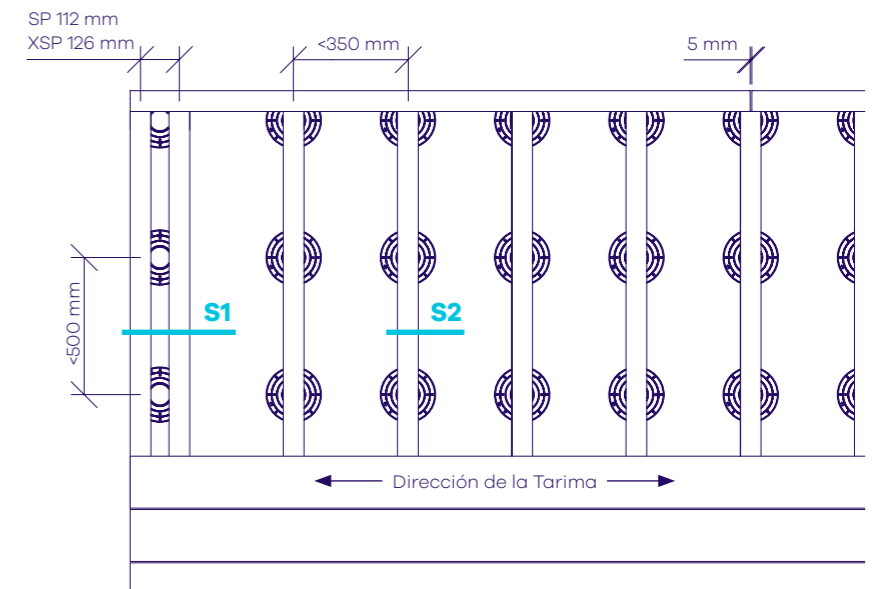 SP 112 mm
XSP 126 mm
<350 mm
5 mm
<500 mm
S1
S2
Dirección de la Tarima